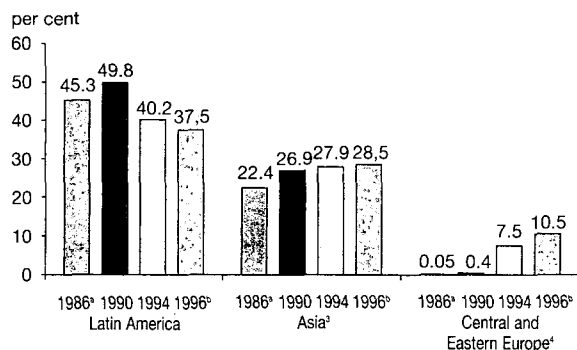 per cent
60
50
40
30
20
10
0
45.3 49.8 40.2 37,5
22.4 26.9 27.9 28,5
0.05 0.4 7.5 10.5
1986ª 1990 1994 1996ᵇ 1986ª 1990 1994 1996ᵇ 1986ª 1990 1994 1996ᵇ
Latin America Asia³ Central and
Eastern Europe⁴